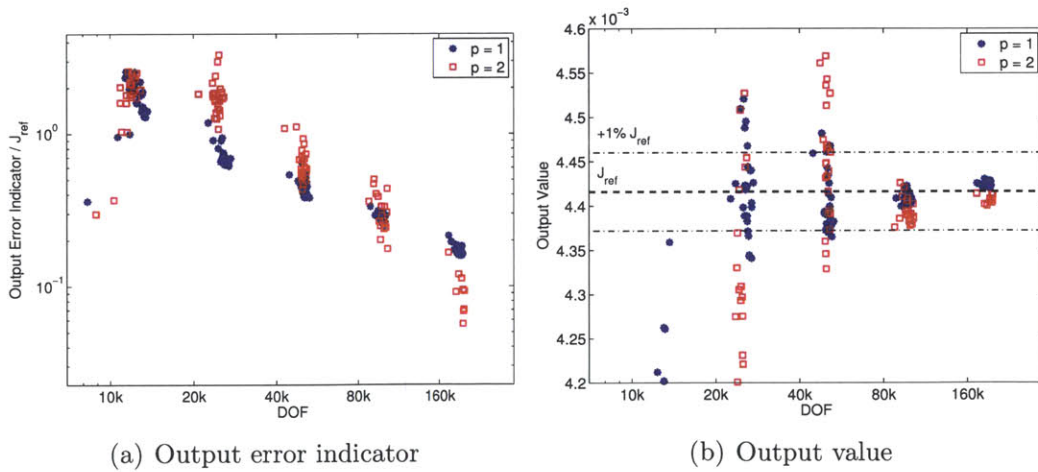 p = 1
p = 2
Output Error Indicator / J_ref
10^0
10^-1
10k
20k
40k
80k
160k
DOF
(a) Output error indicator
4.6 x 10^-3
p = 1
p = 2
4.55
+1% J_ref
4.5
4.45
J_ref
4.4
4.35
4.3
4.25
4.2
Output Value
10k
20k
40k
80k
160k
DOF
(b) Output value